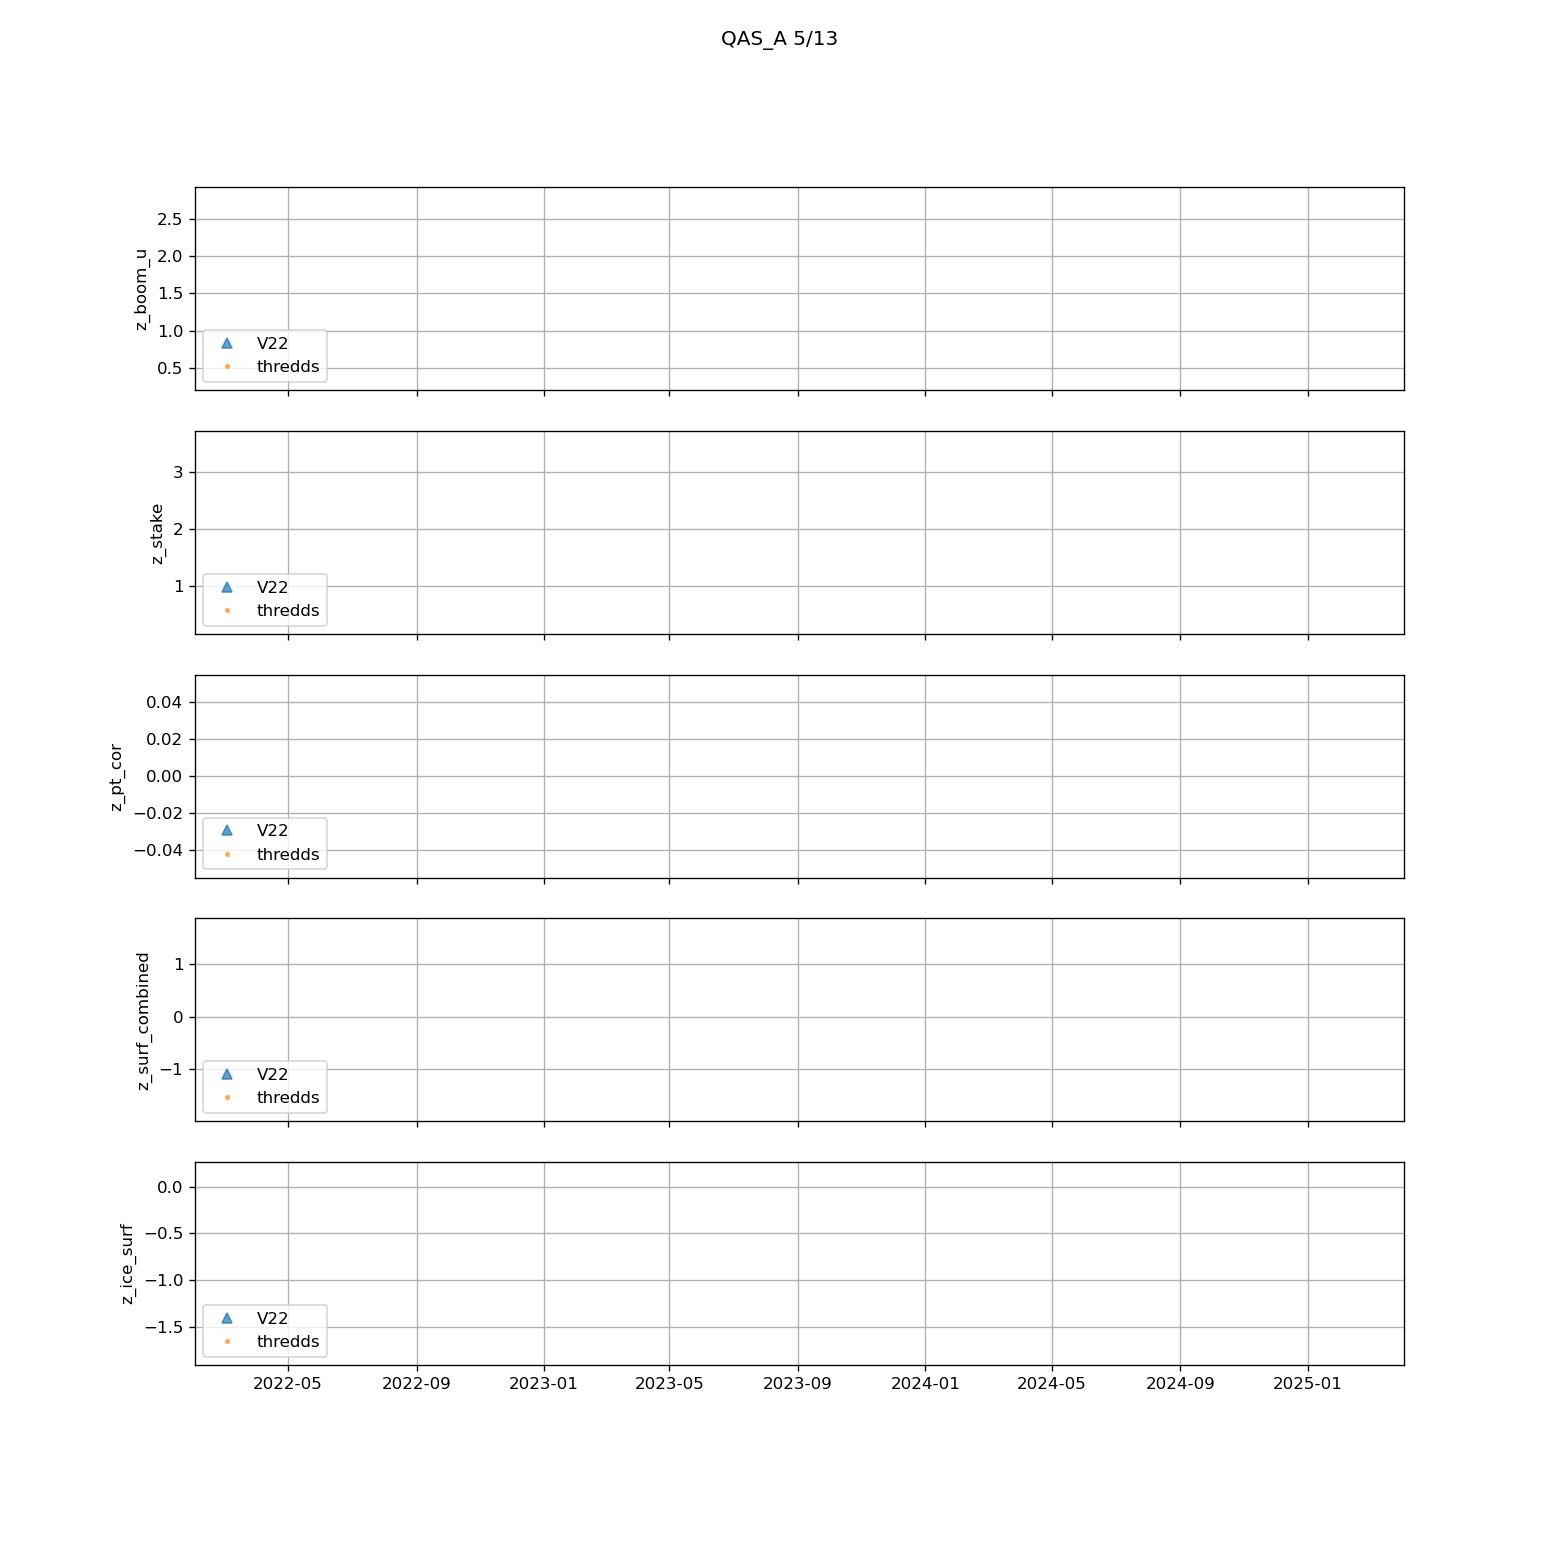 QAS_A 5/13
2.5
2.0
1.5
1.0
0.5
z_boom_u
V22
thredds
3
2
1
z_stake
V22
thredds
0.04
0.02
0.00
−0.02
−0.04
z_pt_cor
V22
thredds
1
0
−1
z_surf_combined
V22
thredds
0.0
−0.5
−1.0
−1.5
z_ice_surf
V22
thredds
2022-05 2022-09 2023-01 2023-05 2023-09 2024-01 2024-05 2024-09 2025-01